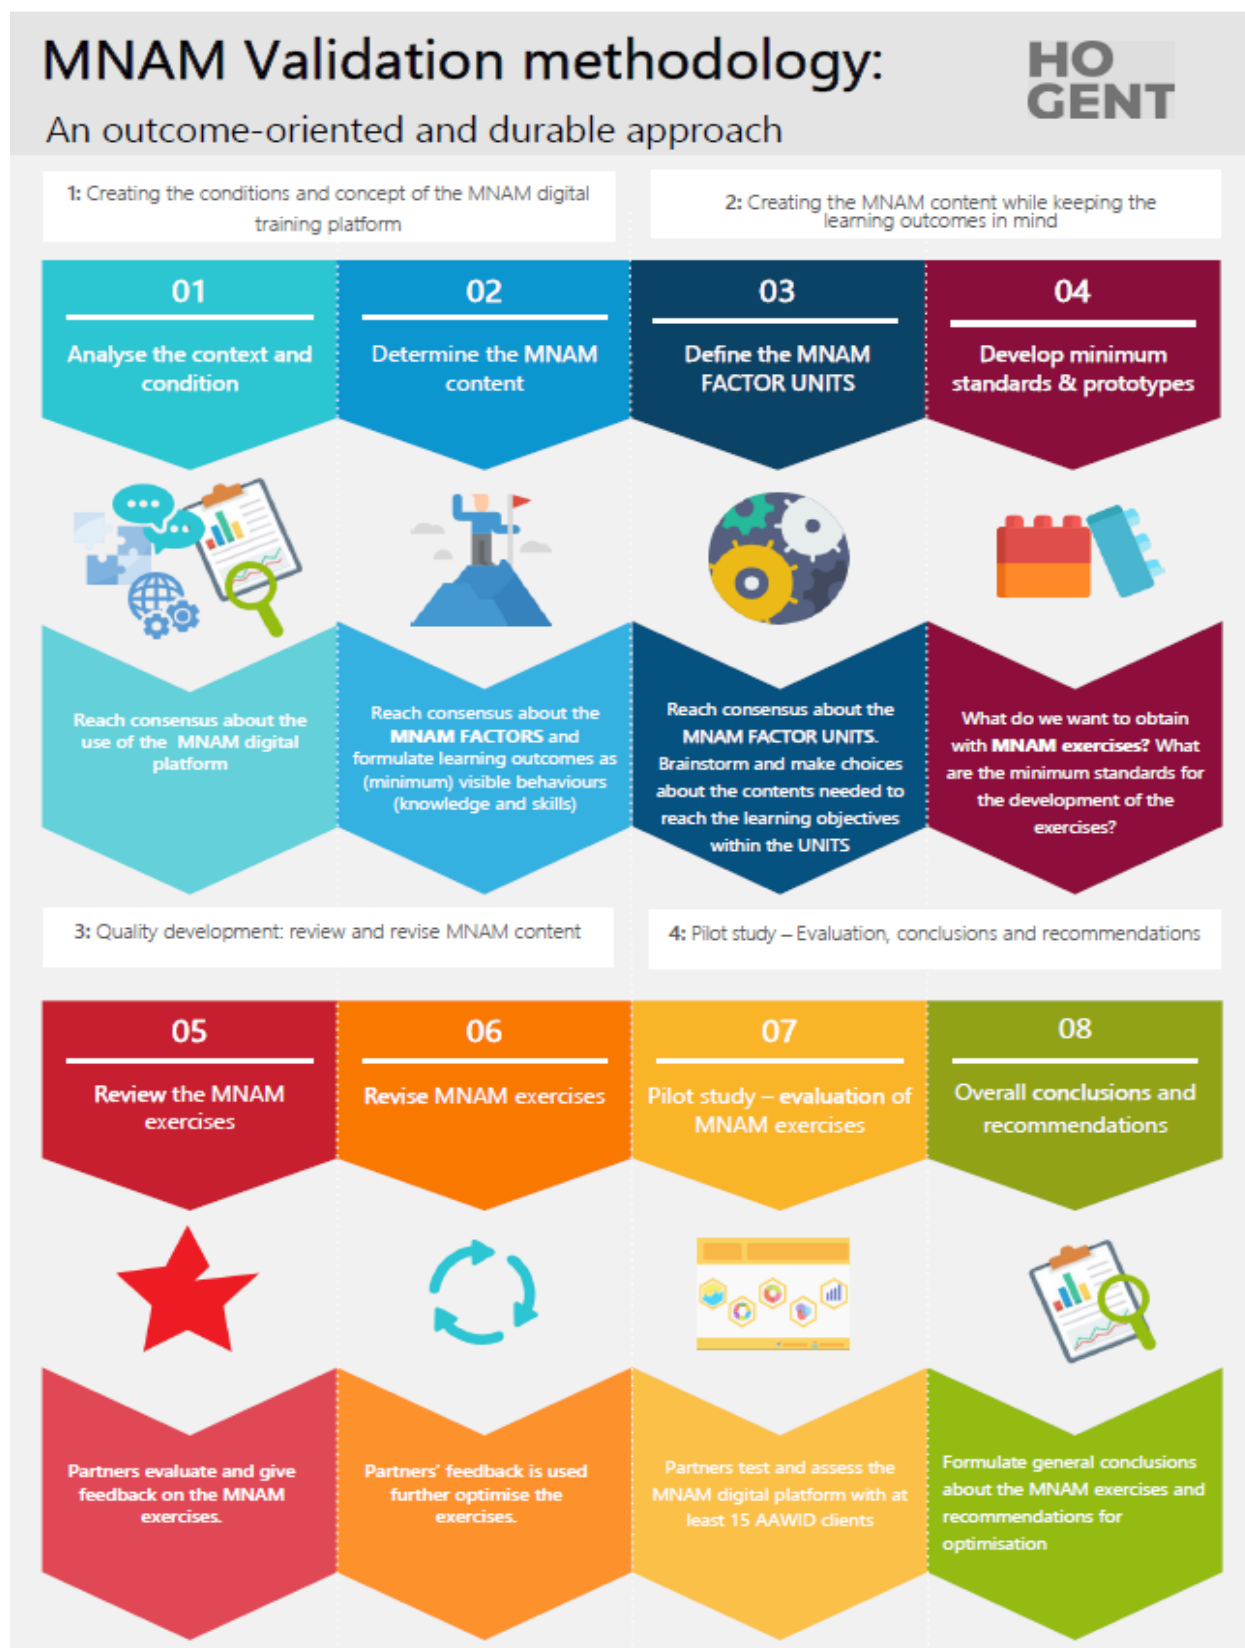 MNAM Validation methodology:
An outcome-oriented and durable approach
HO
GENT
1: Creating the conditions and concept of the MNAM digital
training platform
2: Creating the MNAM content while keeping the
learning outcomes in mind
01
Analyse the context and
condition
02
Determine the MNAM
content
03
Define the MNAM
FACTOR UNITS
04
Develop minimum
standards & prototypes
Reach consensus about the
use of the MNAM digital
platform
Reach consensus about the
MNAM FACTORS and
formulate learning outcomes as
(minimum) visible behaviours
(knowledge and skills)
Reach consensus about the
MNAM FACTOR UNITS.
Brainstorm and make choices
about the contents needed to
reach the learning objectives
within the UNITS
What do we want to obtain
with MNAM exercises? What
are the minimum standards for
the development of the
exercises?
3: Quality development: review and revise MNAM content
4: Pilot study – Evaluation, conclusions and recommendations
05
Review the MNAM
exercises
06
Revise MNAM exercises
07
Pilot study – evaluation of
MNAM exercises
08
Overall conclusions and
recommendations
Partners evaluate and give
feedback on the MNAM
exercises.
Partners' feedback is used
further optimise the
exercises.
Partners test and assess the
MNAM digital platform with at
least 15 AAWID clients
Formulate general conclusions
about the MNAM exercises and
recommendations for
optimisation